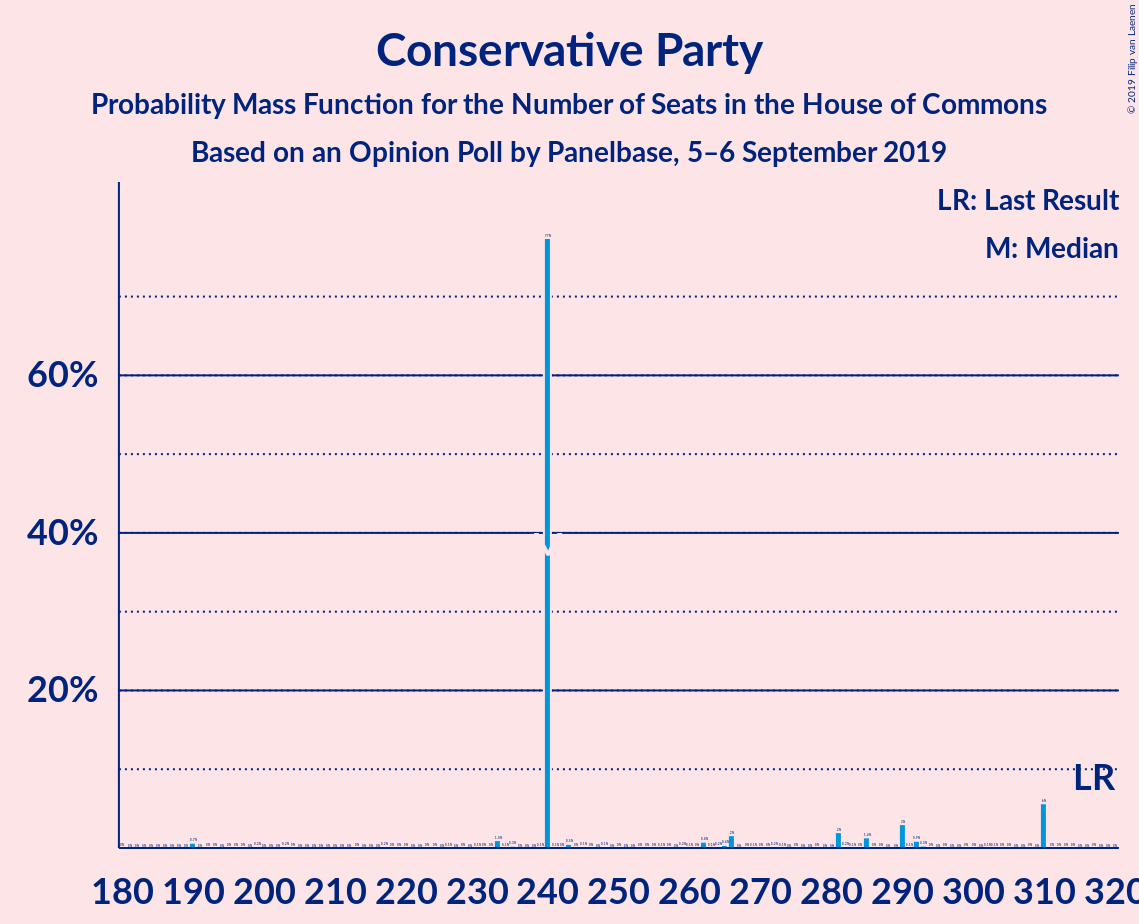 Conservative Party
Probability Mass Function for the Number of Seats in the House of Commons
Based on an Opinion Poll by Panelbase, 5–6 September 2019
© 2019 Filip van Laenen
LR: Last Result
M: Median
77%
60%
40%
20%
LR
180 190 200 210 220 230 240 250 260 270 280 290 300 310 320